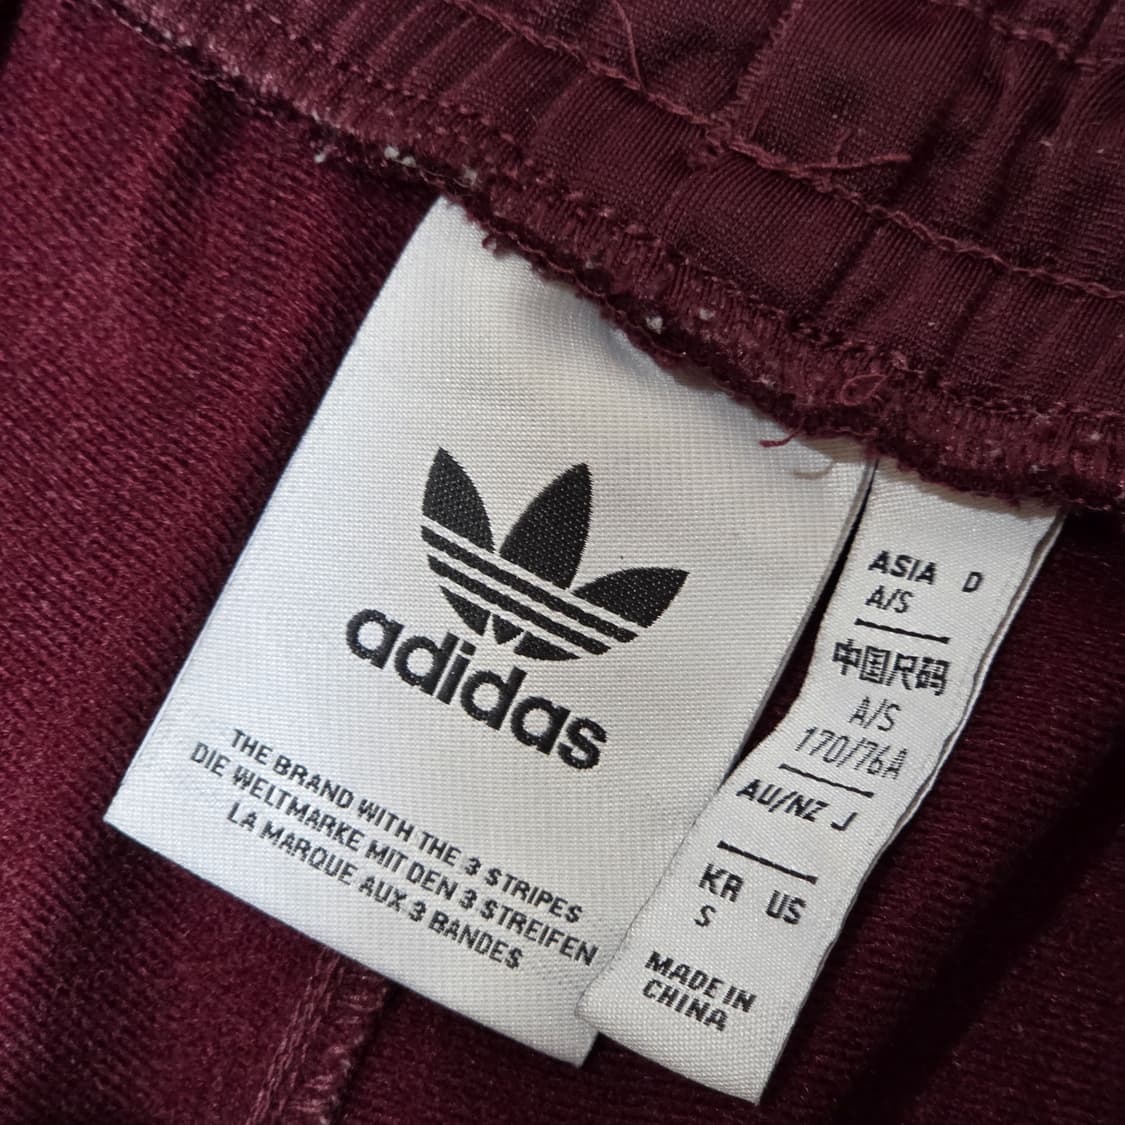 adidas
THE BRAND WITH THE 3 STRIPES
DIE WELTMARKE MIT DEN 3 STREIFEN
LA MARQUE AUX 3 BANDES
ASIA D
A/S
中国尺码
A/S
170/76A
AU/NZ J
KR US
S
MADE IN
CHINA